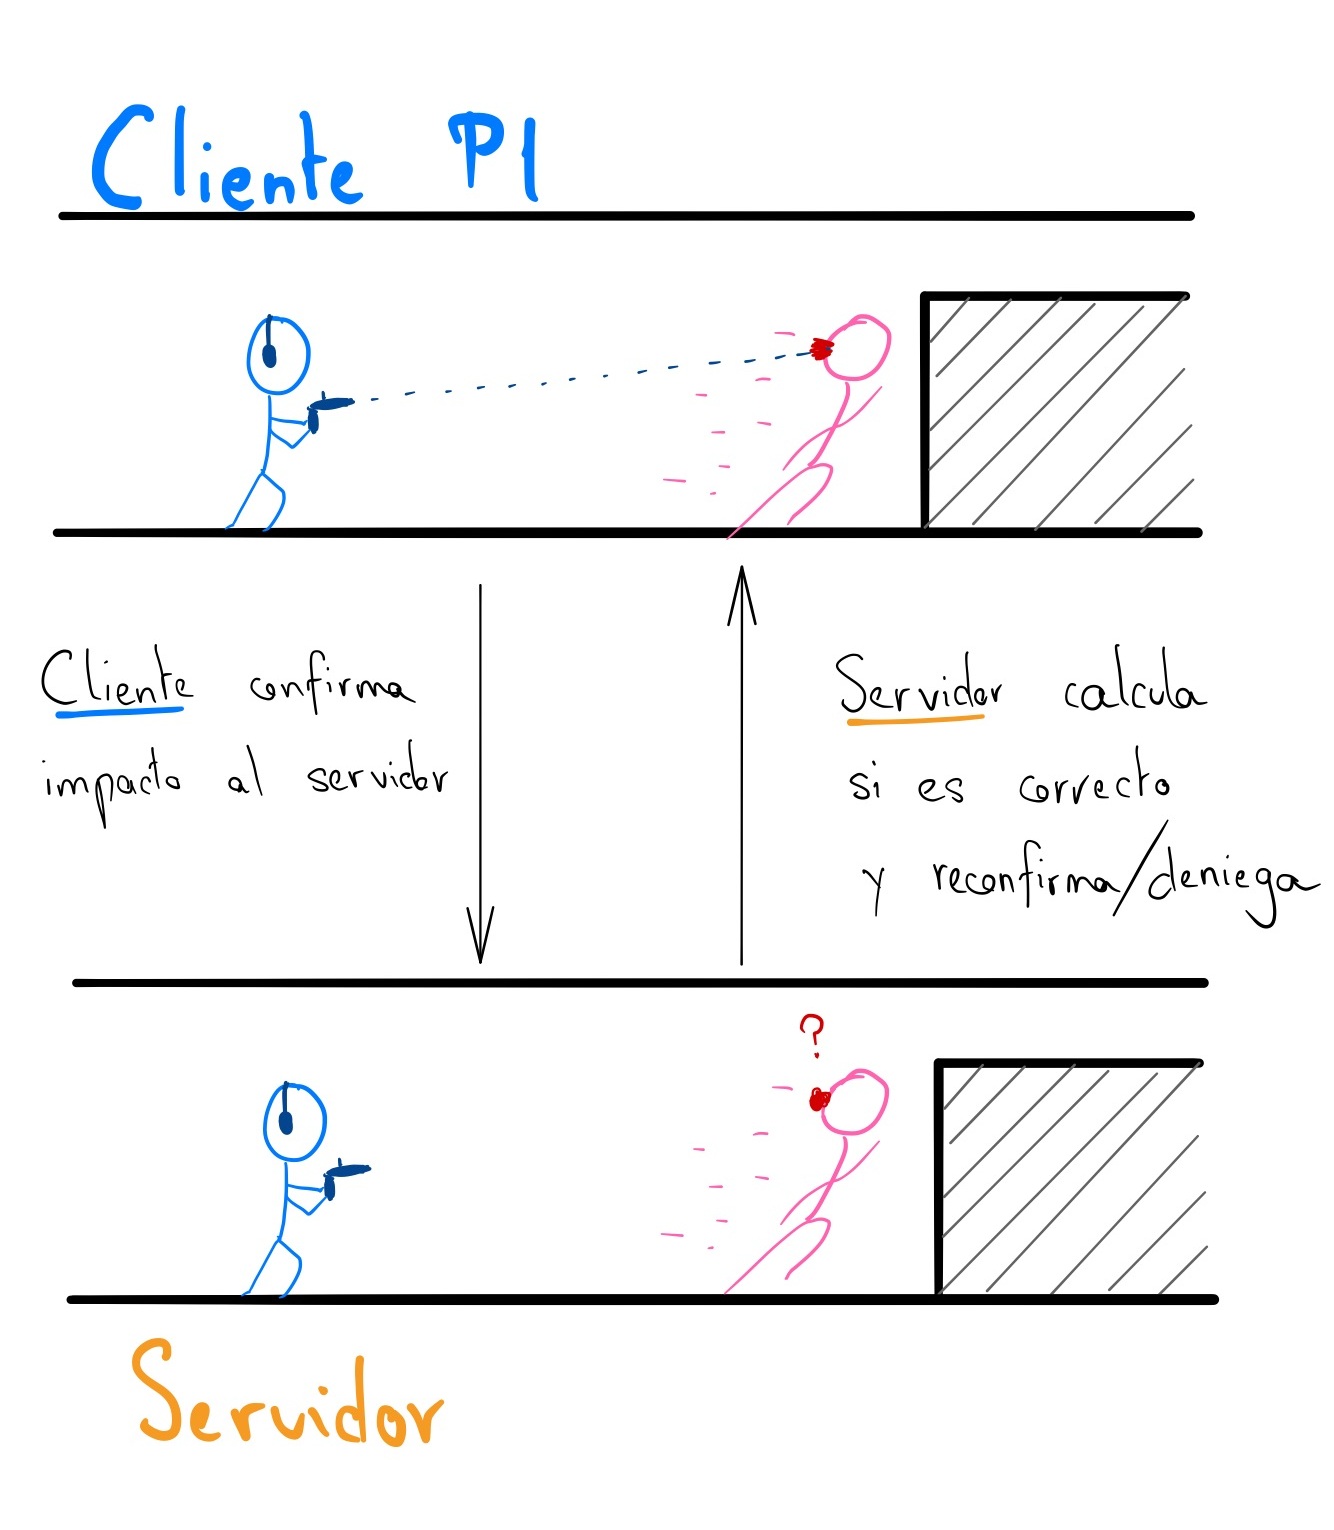 Cliente P1
Cliente confirma
impacto al servidor
Servidor calcula
si es correcto
y reconfirma/deniega
?
Servidor